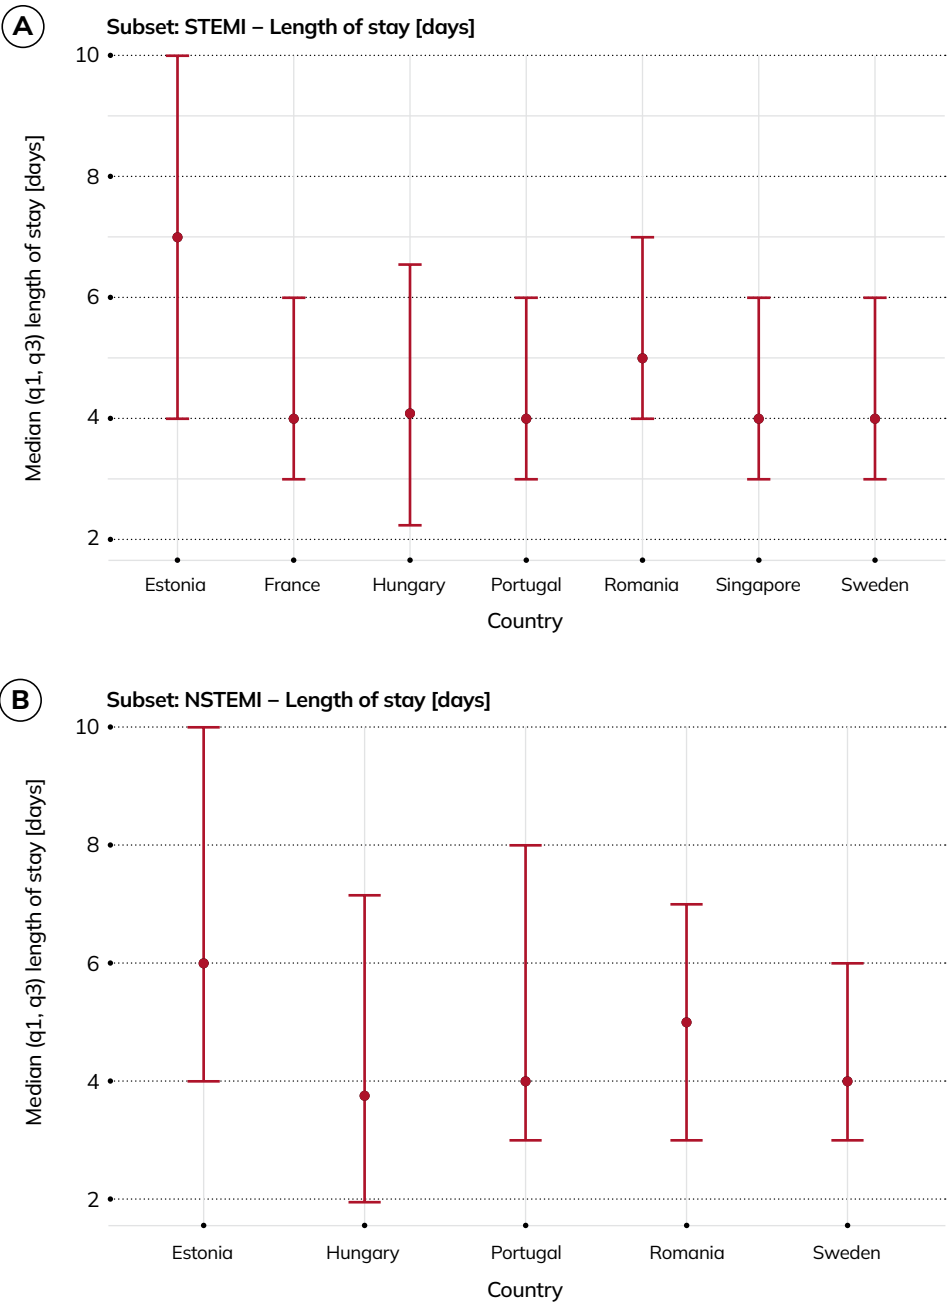 A
Subset: STEMI – Length of stay [days]
Median (q1, q3) length of stay [days]
10
8
6
4
2
Estonia France Hungary Portugal Romania Singapore Sweden
Country
B
Subset: NSTEMI – Length of stay [days]
Median (q1, q3) length of stay [days]
10
8
6
4
2
Estonia Hungary Portugal Romania Sweden
Country